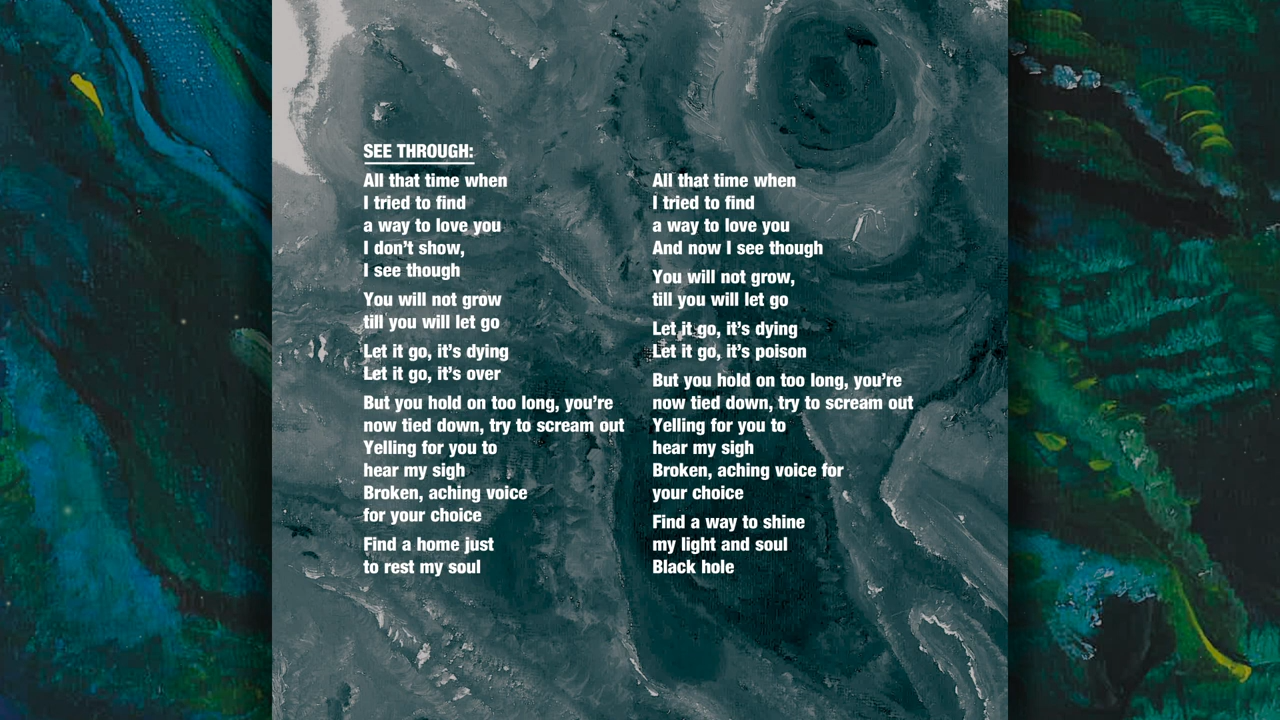 SEE THROUGH:
All that time when
I tried to find
a way to love you
I don’t show,
I see though
You will not grow
till you will let go
Let it go, it’s dying
Let it go, it’s over
But you hold on too long, you’re
now tied down, try to scream out
Yelling for you to
hear my sigh
Broken, aching voice
for your choice
Find a home just
to rest my soul
All that time when
I tried to find
a way to love you
And now I see though
You will not grow,
till you will let go
Let it go, it’s dying
Let it go, it’s poison
But you hold on too long, you’re
now tied down, try to scream out
Yelling for you to
hear my sigh
Broken, aching voice for
your choice
Find a way to shine
my light and soul
Black hole